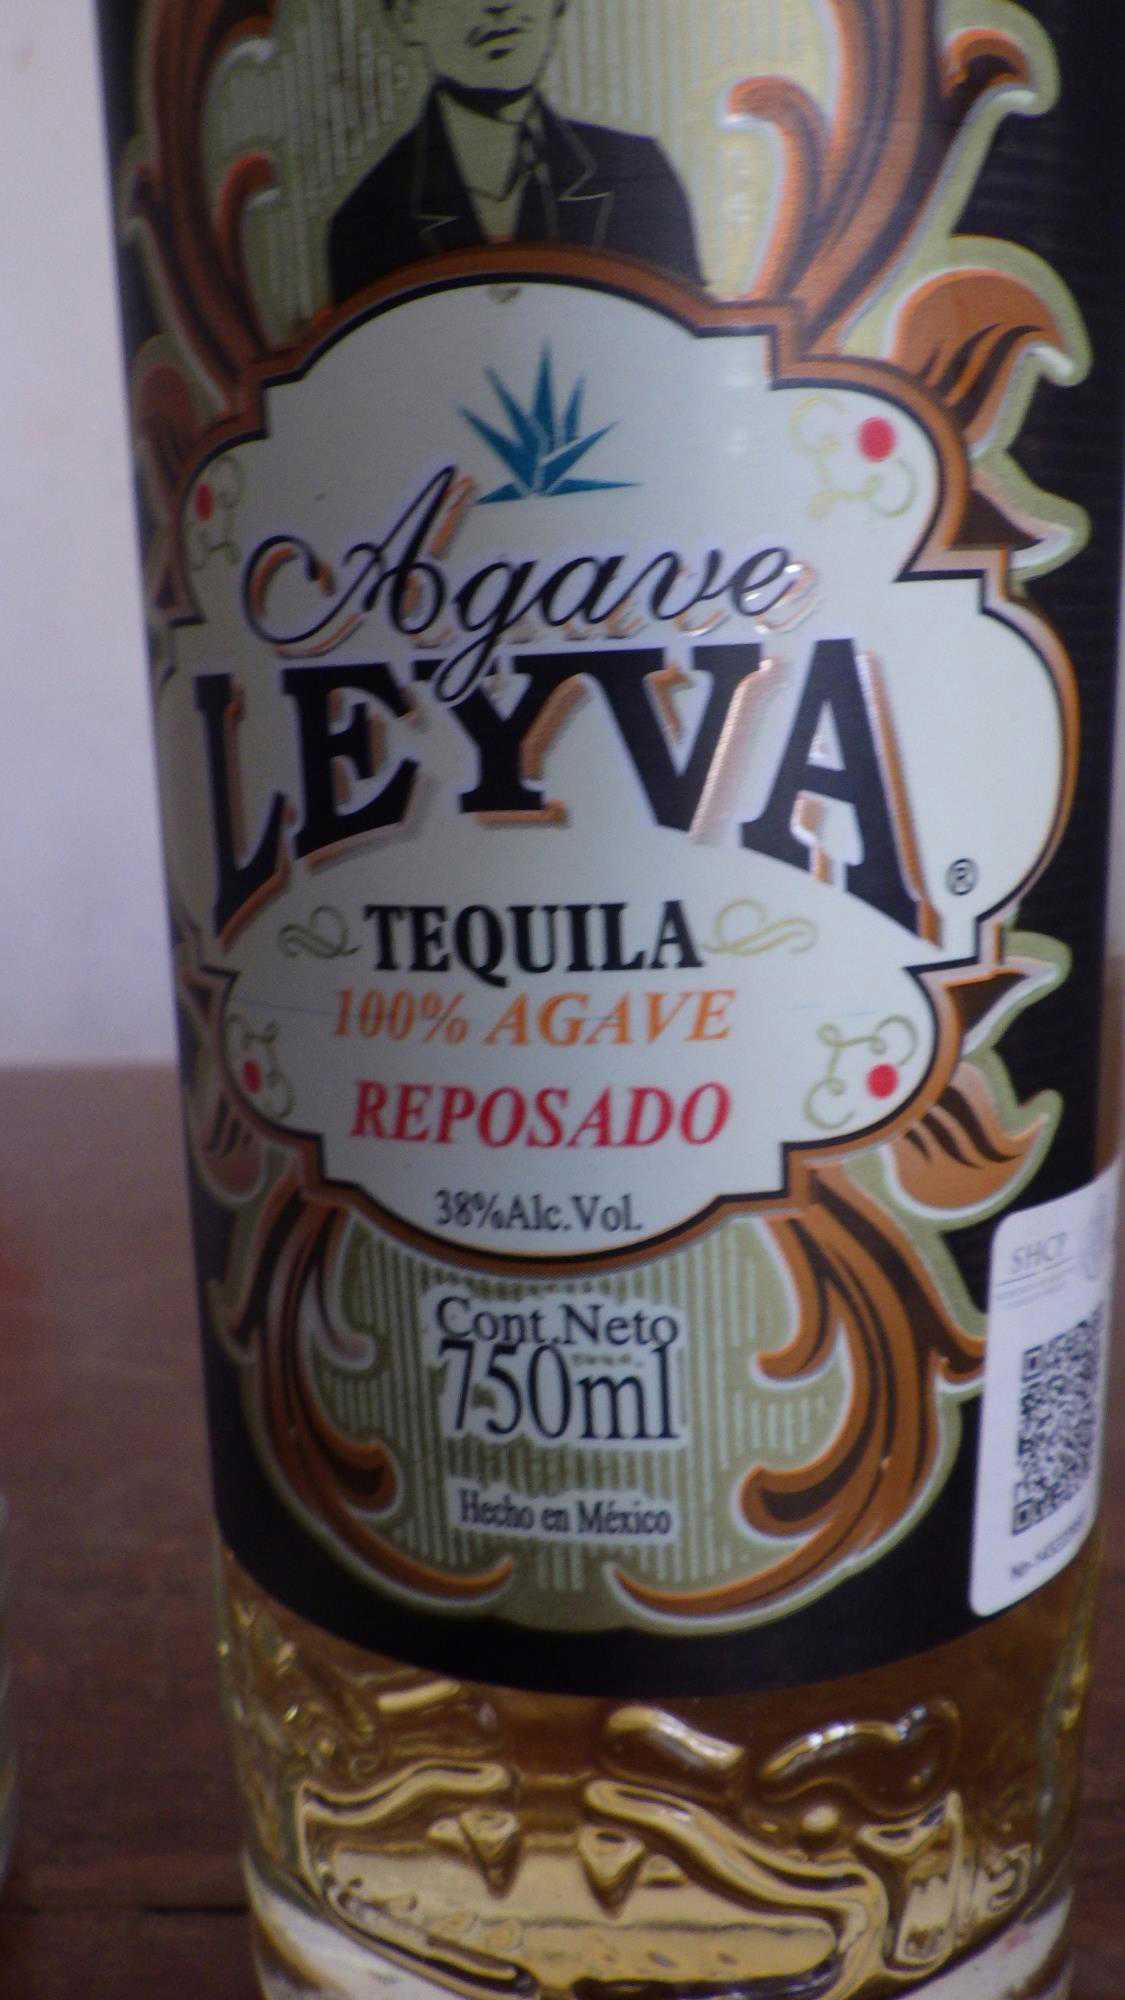 Agave
LEYVA
®
TEQUILA
100% AGAVE
REPOSADO
38%Alc.Vol.
Cont.Neto
750ml
Hecho en México
SHCP